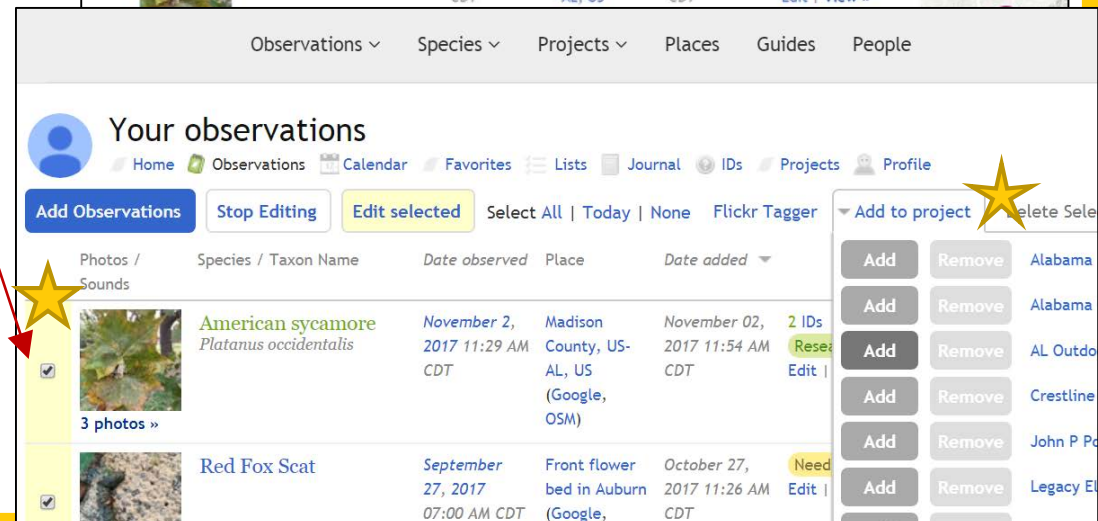 Observations Species Projects Places Guides People
Your observations
Home Observations Calendar Favorites Lists Journal IDs Projects Profile
Add Observations Stop Editing Edit selected Select All | Today | None Flickr Tagger Add to project
Photos / Sounds Species / Taxon Name Date observed Place Date added
American sycamore
Platanus occidentalis
November 2,
2017 11:29 AM
CDT
Madison
County, US-
AL, US
(Google,
OSM)
November 02,
2017 11:54 AM
CDT
2 IDs
Edit |
3 photos »
Red Fox Scat
September
27, 2017
07:00 AM CDT
Front flower
bed in Auburn
(Google,
October 27,
2017 11:26 AM
CDT
Need
Edit |
Add Remove Alabama
Add Remove Alabama
Add Remove AL Outdo
Add Remove Crestline
Add Remove John P
Add Remove Legacy